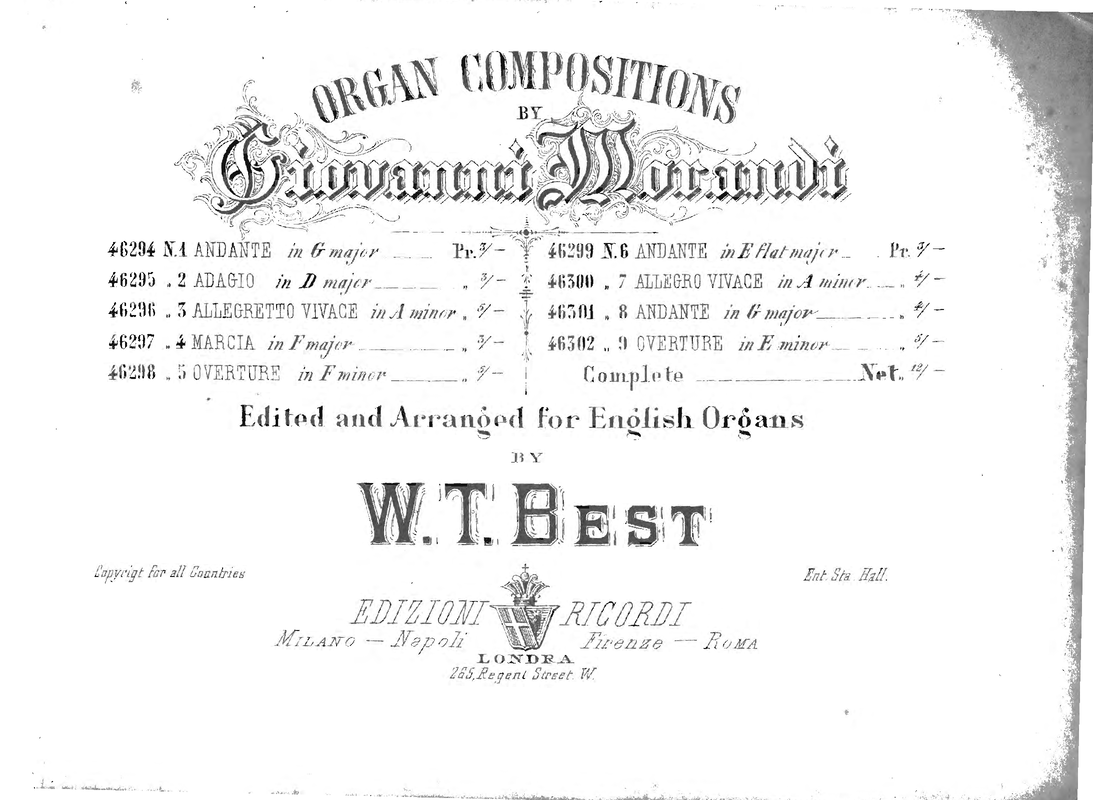 ORGAN COMPOSITIONS
BY
Giovanni Morandi
46294 N.1 ANDANTE in G major Pr. 3/–
46295 „ 2 ADAGIO in D major „ 3/–
46296 „ 3 ALLEGRETTO VIVACE in A minor „ 5/–
46297 „ 4 MARCIA in F major „ 3/–
46298 „ 5 OVERTURE in F minor „ 5/–
46299 N.6 ANDANTE in E flat major Pr. 3/–
46300 „ 7 ALLEGRO VIVACE in A minor „ 4/–
46301 „ 8 ANDANTE in G major „ 4/–
46302 „ 9 OVERTURE in E minor „ 5/–
Complete Net. „ 12/–
Edited and Arranged for English Organs
BY
W. T. BEST
Copyrigt for all Countries
Ent. Sta. Hall.
EDIZIONI RICORDI
MILANO — Napoli Firenze — ROMA
LONDRA
265, Regent Street. W.